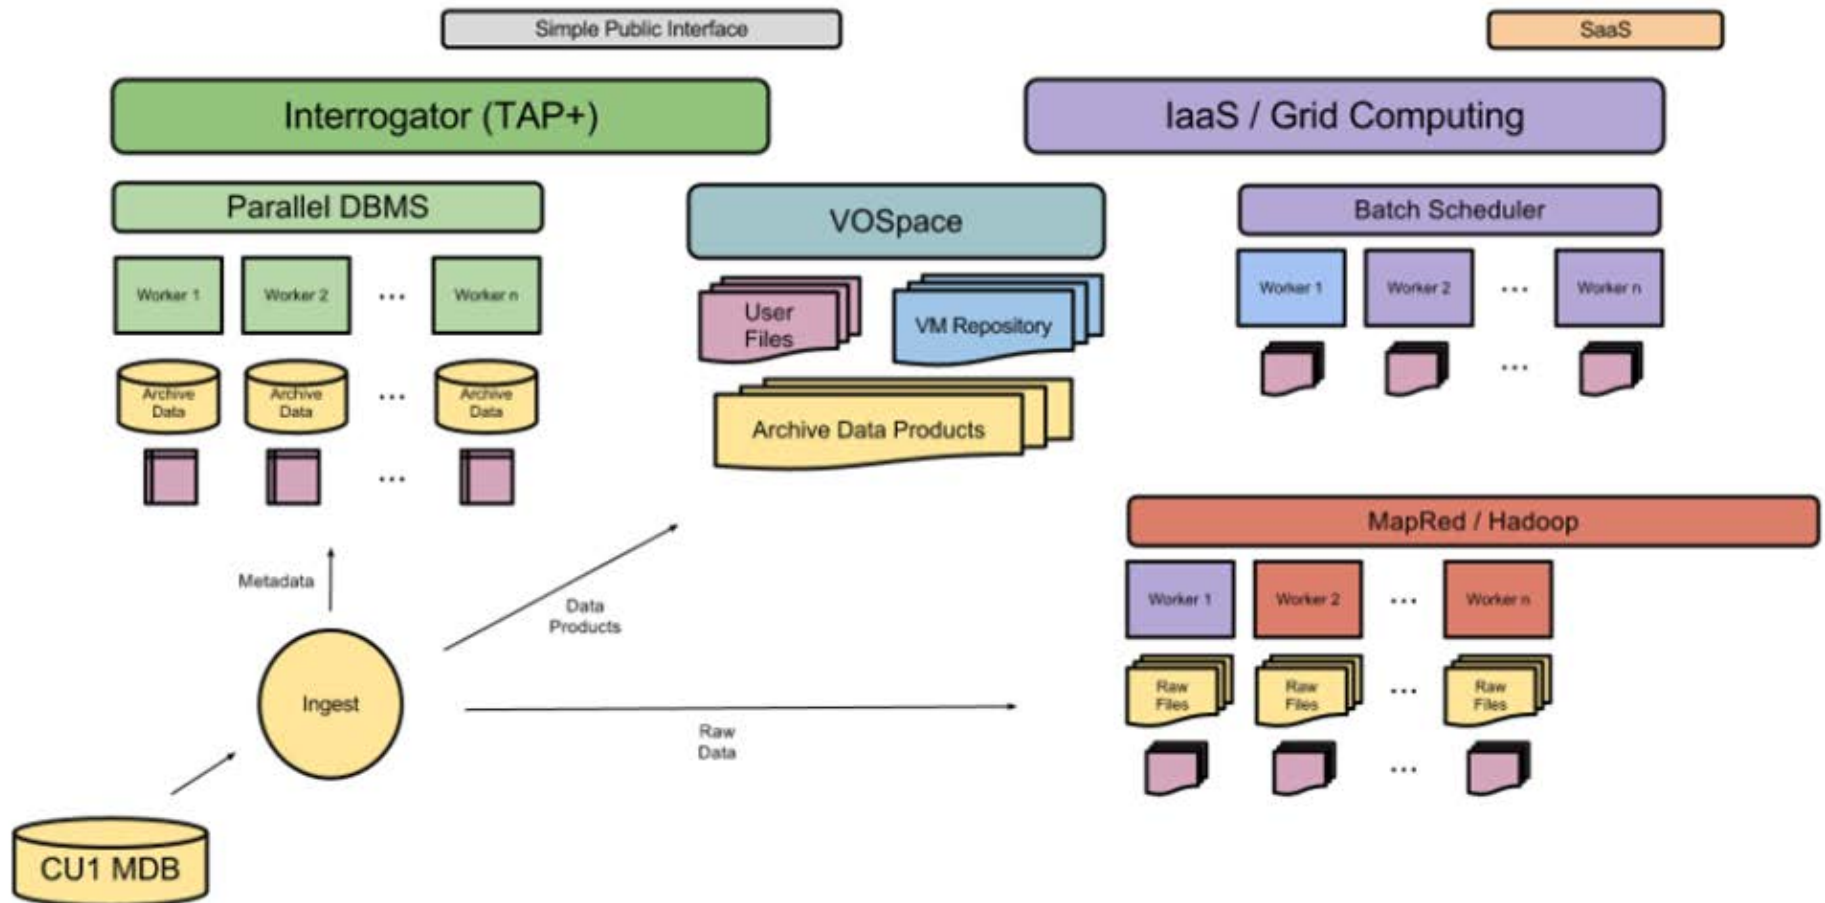 Simple Public Interface
SaaS
Interrogator (TAP+)
IaaS / Grid Computing
Parallel DBMS
VOSpace
Batch Scheduler
Worker 1
Worker 2
...
Worker n
Worker 1
Worker 2
...
Worker n
User
Files
VM Repository
Archive
Data
Archive
Data
...
Archive
Data
...
Archive Data Products
...
MapRed / Hadoop
Metadata
Data
Products
Worker 1
Worker 2
...
Worker n
Ingest
Raw
Files
Raw
Files
...
Raw
Files
Raw
Data
...
CU1 MDB